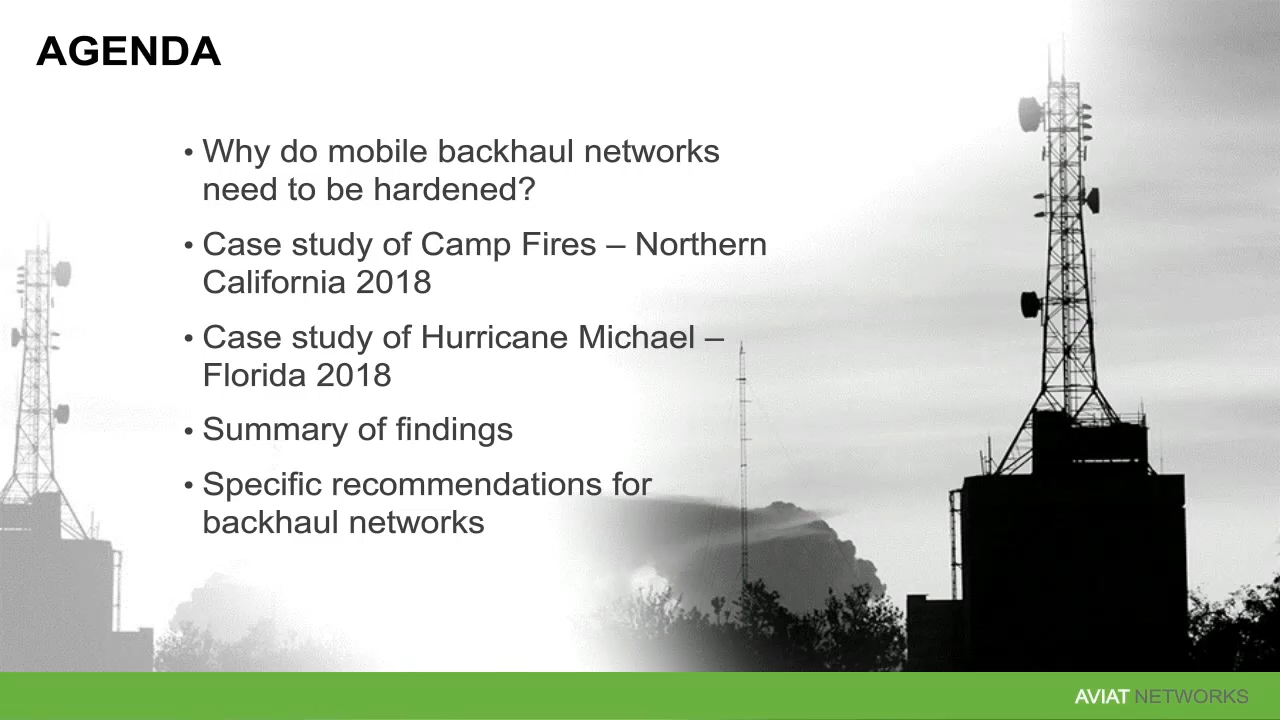 AGENDA
• Why do mobile backhaul networks
need to be hardened?
• Case study of Camp Fires – Northern
California 2018
• Case study of Hurricane Michael –
Florida 2018
• Summary of findings
• Specific recommendations for
backhaul networks
AVIAT NETWORKS